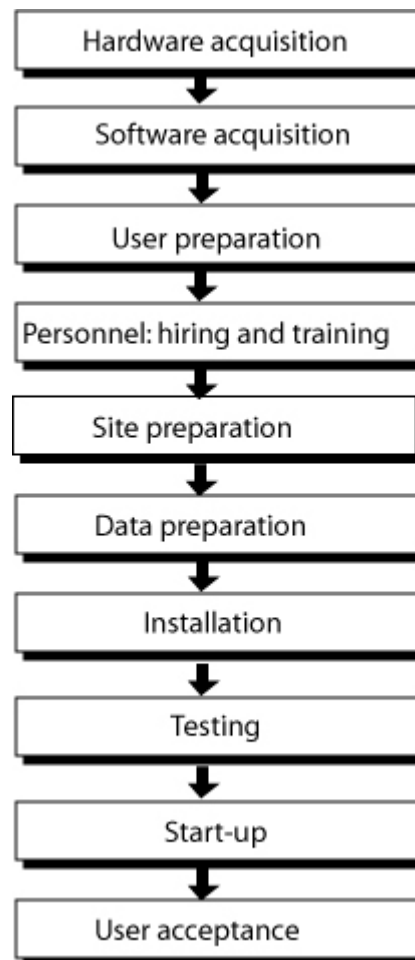 Hardware acquisition
Software acquisition
User preparation
Personnel: hiring and training
Site preparation
Data preparation
Installation
Testing
Start-up
User acceptance